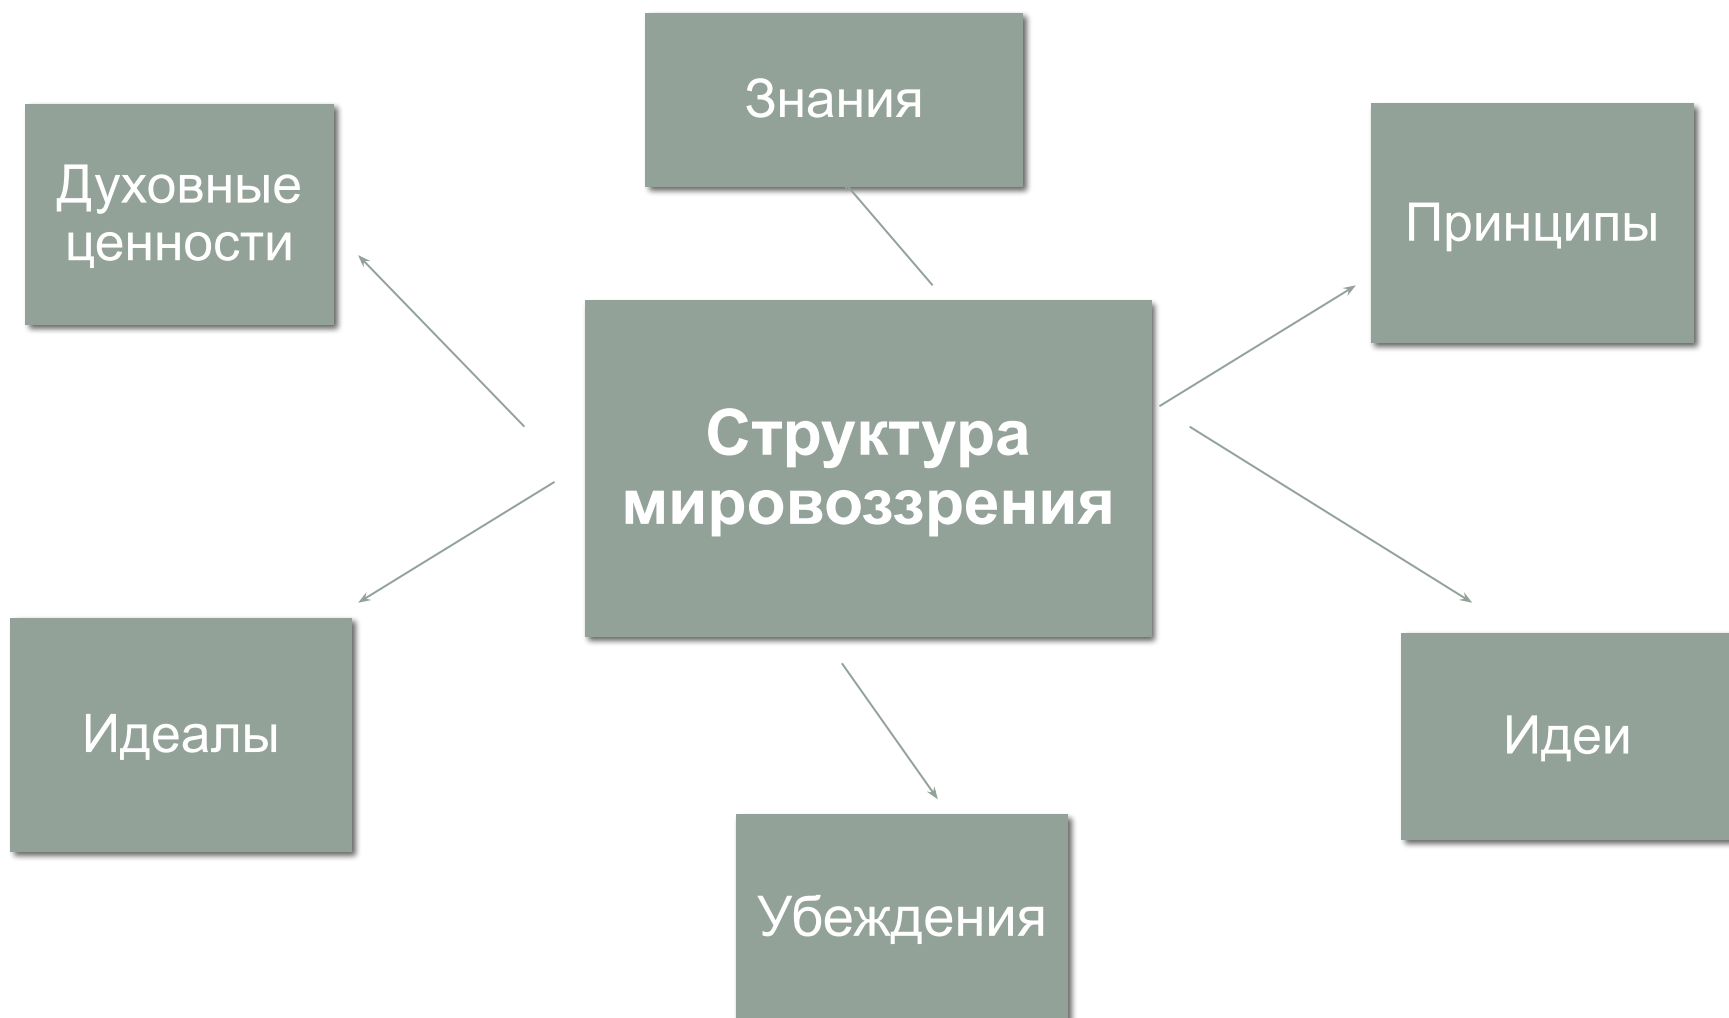 Знания
Духовные
ценности
Принципы
Структура
мировоззрения
Идеалы
Идеи
Убеждения